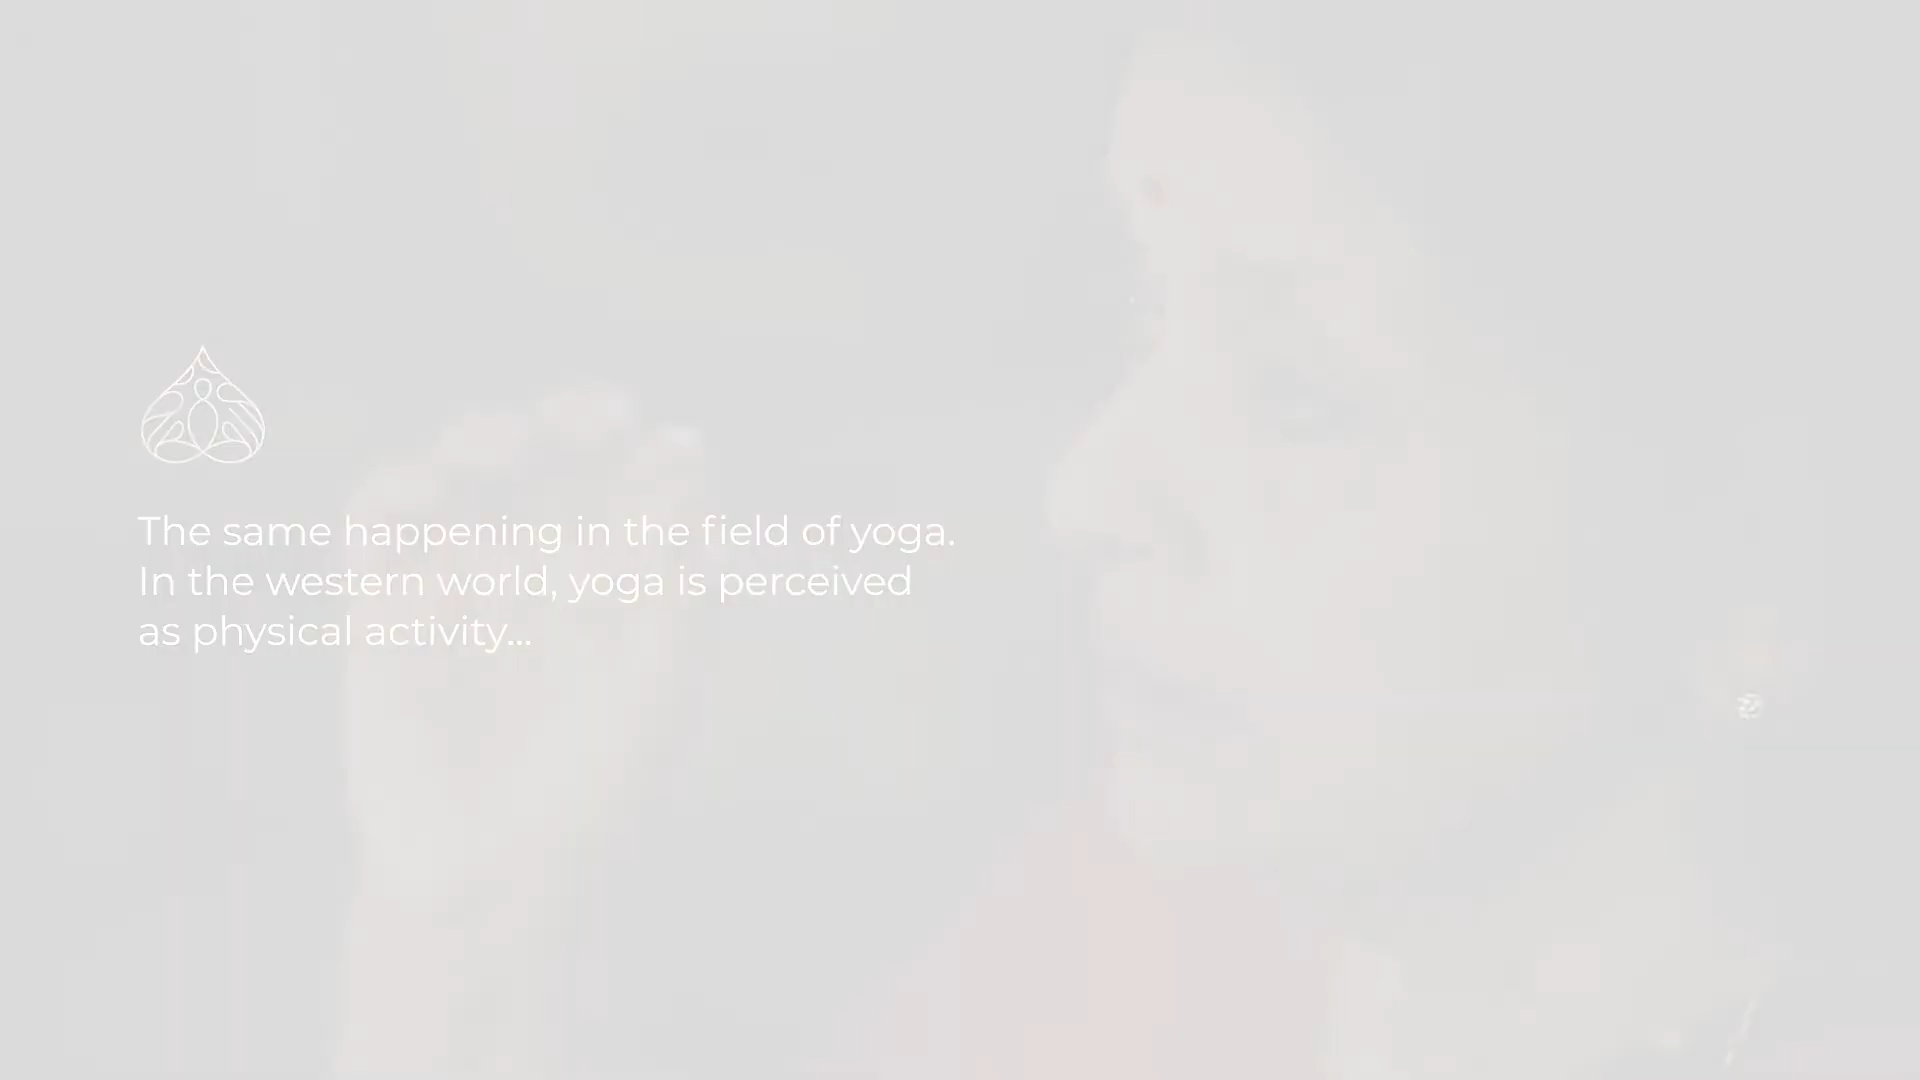 The same happening in the field of yoga.
In the western world, yoga is perceived
as physical activity...